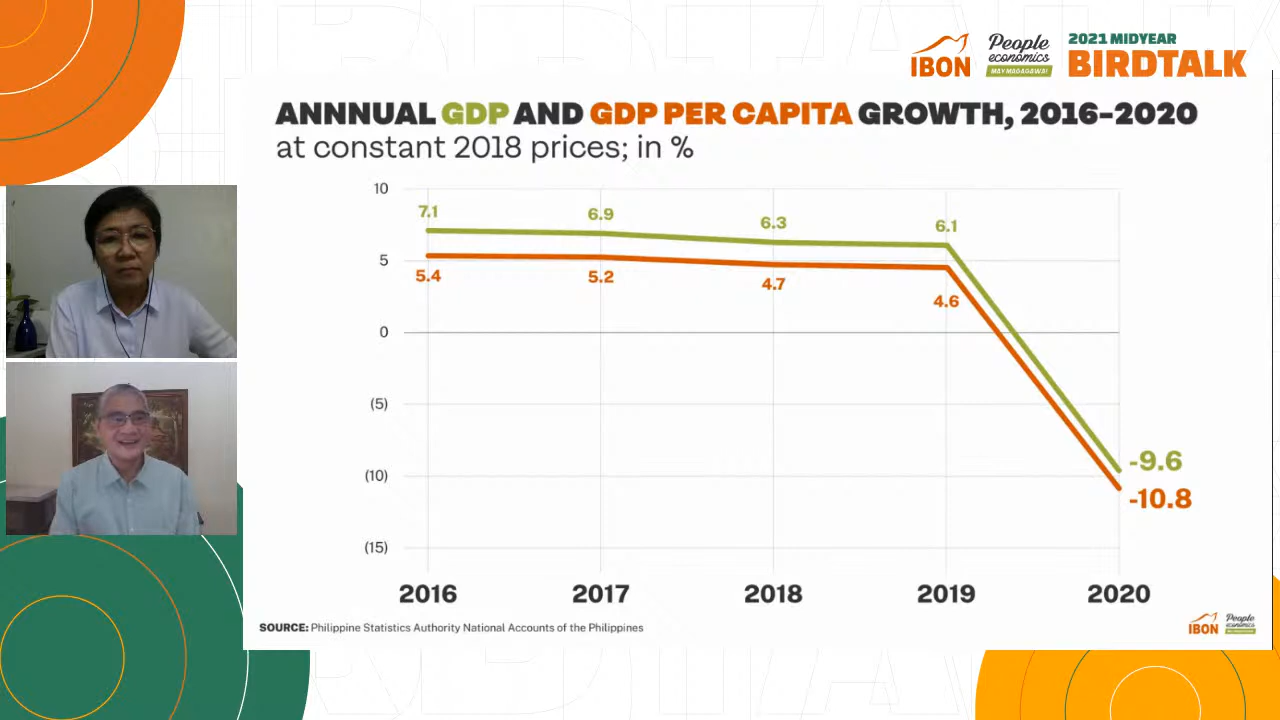 IBON
People
economics
MAY MAGAGAWA!
2021 MIDYEAR
BIRDTALK
ANNNUAL GDP AND GDP PER CAPITA GROWTH, 2016-2020
at constant 2018 prices; in %
10
5
0
(5)
(10)
(15)
7.1
6.9
6.3
6.1
5.4
5.2
4.7
4.6
-9.6
-10.8
2016
2017
2018
2019
2020
SOURCE: Philippine Statistics Authority National Accounts of the Philippines
IBON
People
economics